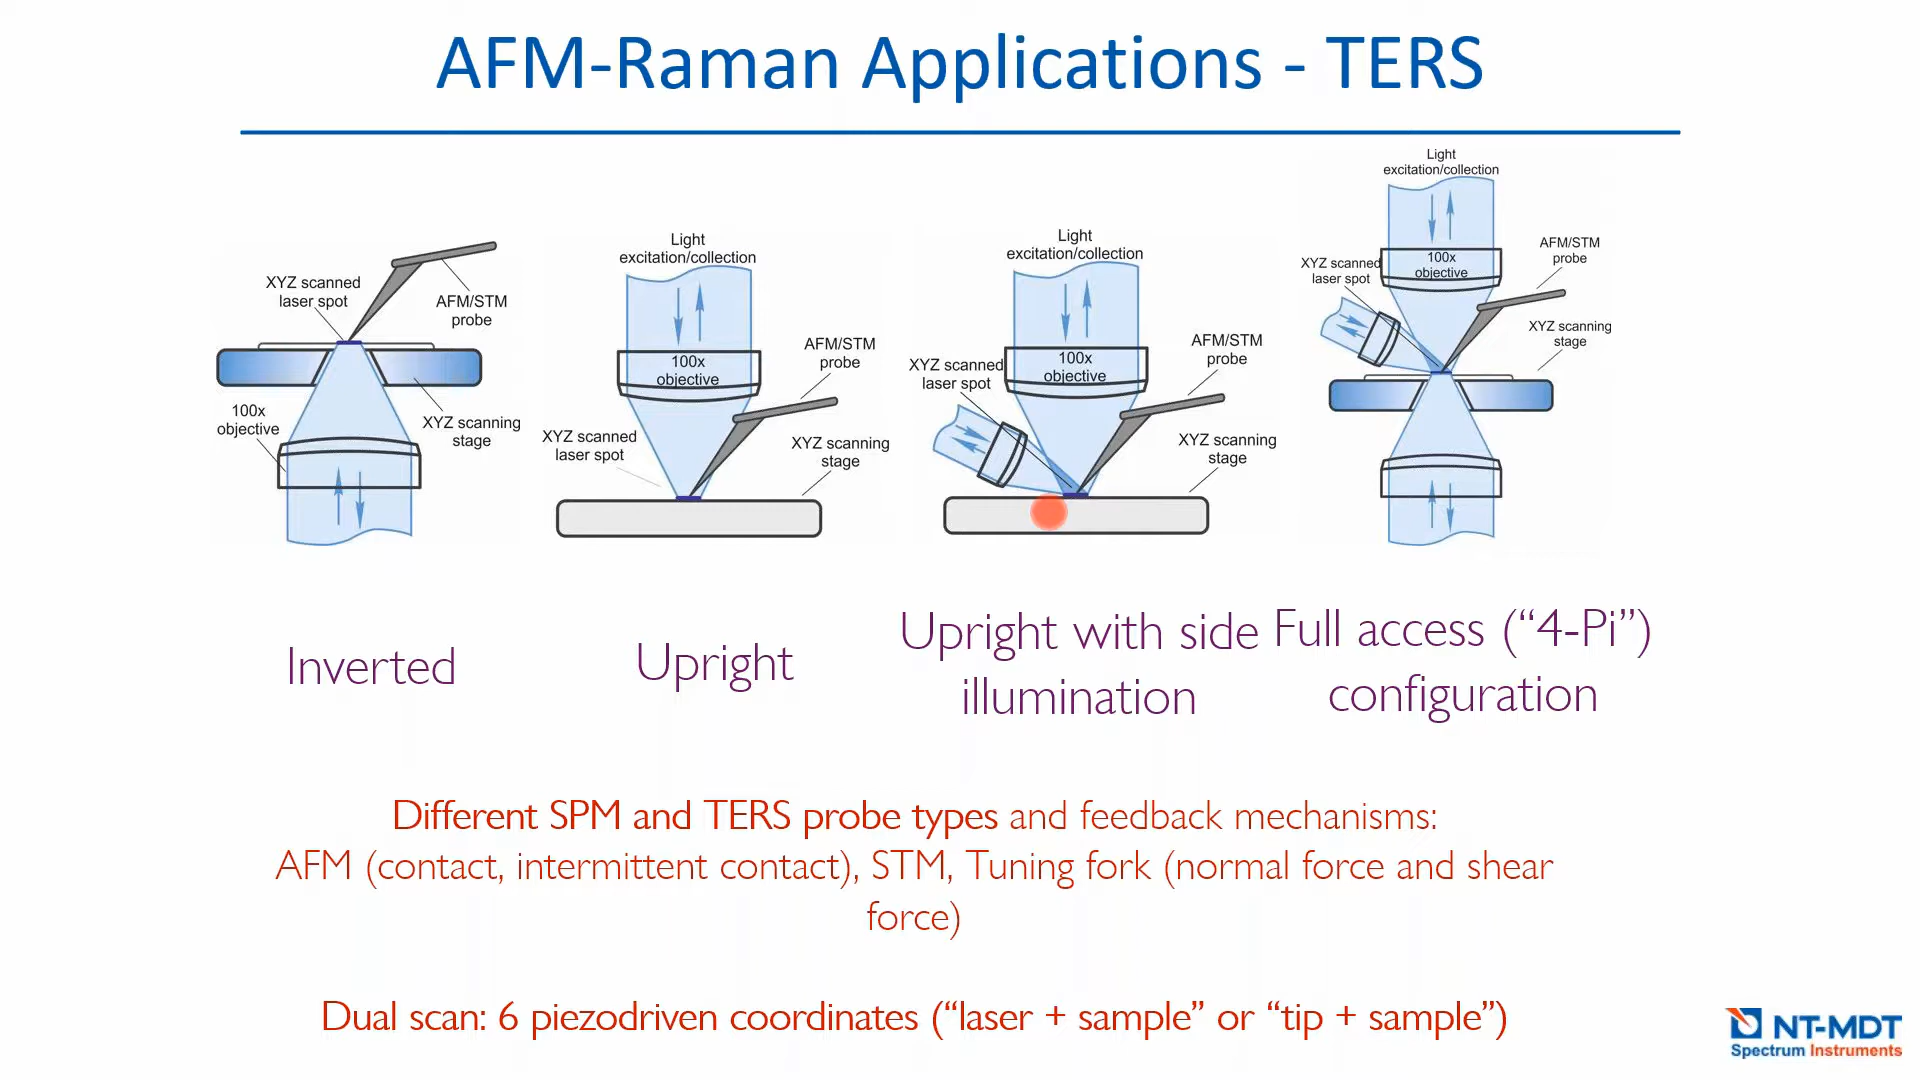 AFM-Raman Applications - TERS
XYZ scanned
laser spot
AFM/STM
probe
100x
objective
XYZ scanning
stage
Light
excitation/collection
100x
objective
AFM/STM
probe
XYZ scanned
laser spot
XYZ scanning
stage
Light
excitation/collection
100x
objective
AFM/STM
probe
XYZ scanned
laser spot
XYZ scanning
stage
Light
excitation/collection
100x
objective
AFM/STM
probe
XYZ scanned
laser spot
XYZ scanning
stage
Inverted
Upright
Upright with side
illumination
Full access (“4-Pi”)
configuration
Different SPM and TERS probe types and feedback mechanisms:
AFM (contact, intermittent contact), STM, Tuning fork (normal force and shear
force)
Dual scan: 6 piezodriven coordinates (“laser + sample” or “tip + sample”)
NT-MDT
Spectrum Instruments